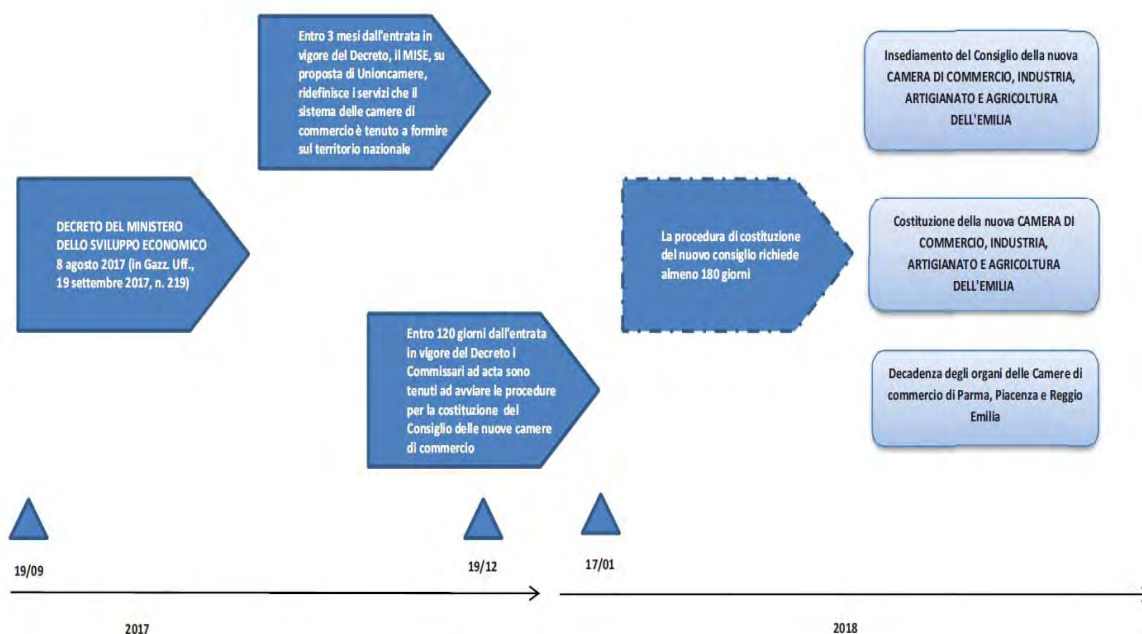 Entro 3 mesi dall'entrata in
vigore del Decreto, il MISE, su
proposta di Unioncamere,
ridefinisce i servizi che il
sistema delle camere di
commercio è tenuto a fornire
sul territorio nazionale
Insediamento del Consiglio della nuova
CAMERA DI COMMERCIO, INDUSTRIA,
ARTIGIANATO E AGRICOLTURA
DELL'EMILIA
DECRETO DEL MINISTERO
DELLO SVILUPPO ECONOMICO
8 agosto 2017 (in Gazz. Uff.,
19 settembre 2017, n. 219)
La procedura di costituzione
del nuovo consiglio richiede
almeno 180 giorni
Costituzione della nuova CAMERA DI
COMMERCIO, INDUSTRIA,
ARTIGIANATO E AGRICOLTURA
DELL'EMILIA
Entro 120 giorni dall'entrata
in vigore del Decreto i
Commissari ad acta sono
tenuti ad avviare le procedure
per la costituzione del
Consiglio delle nuove camere
di commercio
Decadenza degli organi delle Camere di
commercio di Parma, Piacenza e Reggio
Emilia
19/09
19/12
17/01
2017
2018